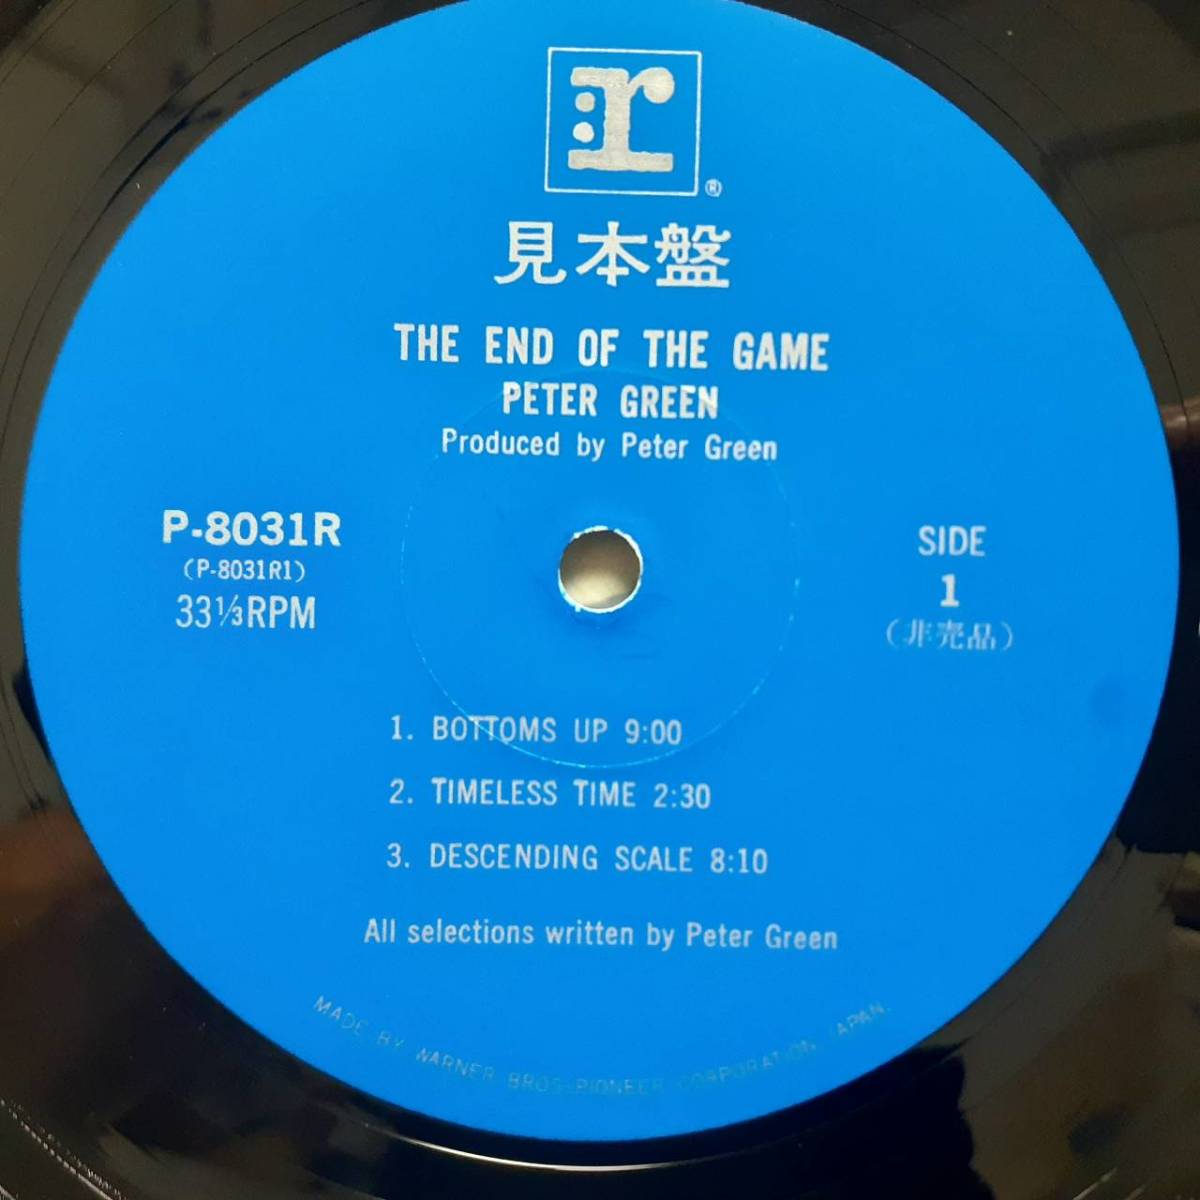 :r
®
見本盤
THE END OF THE GAME
PETER GREEN
Produced by Peter Green
P-8031R
(P-8031R1)
33⅓RPM
SIDE
1
(非売品)
1. BOTTOMS UP 9:00
2. TIMELESS TIME 2:30
3. DESCENDING SCALE 8:10
All selections written by Peter Green
MADE BY WARNER BROS-PIONEER CORPORATION, JAPAN.